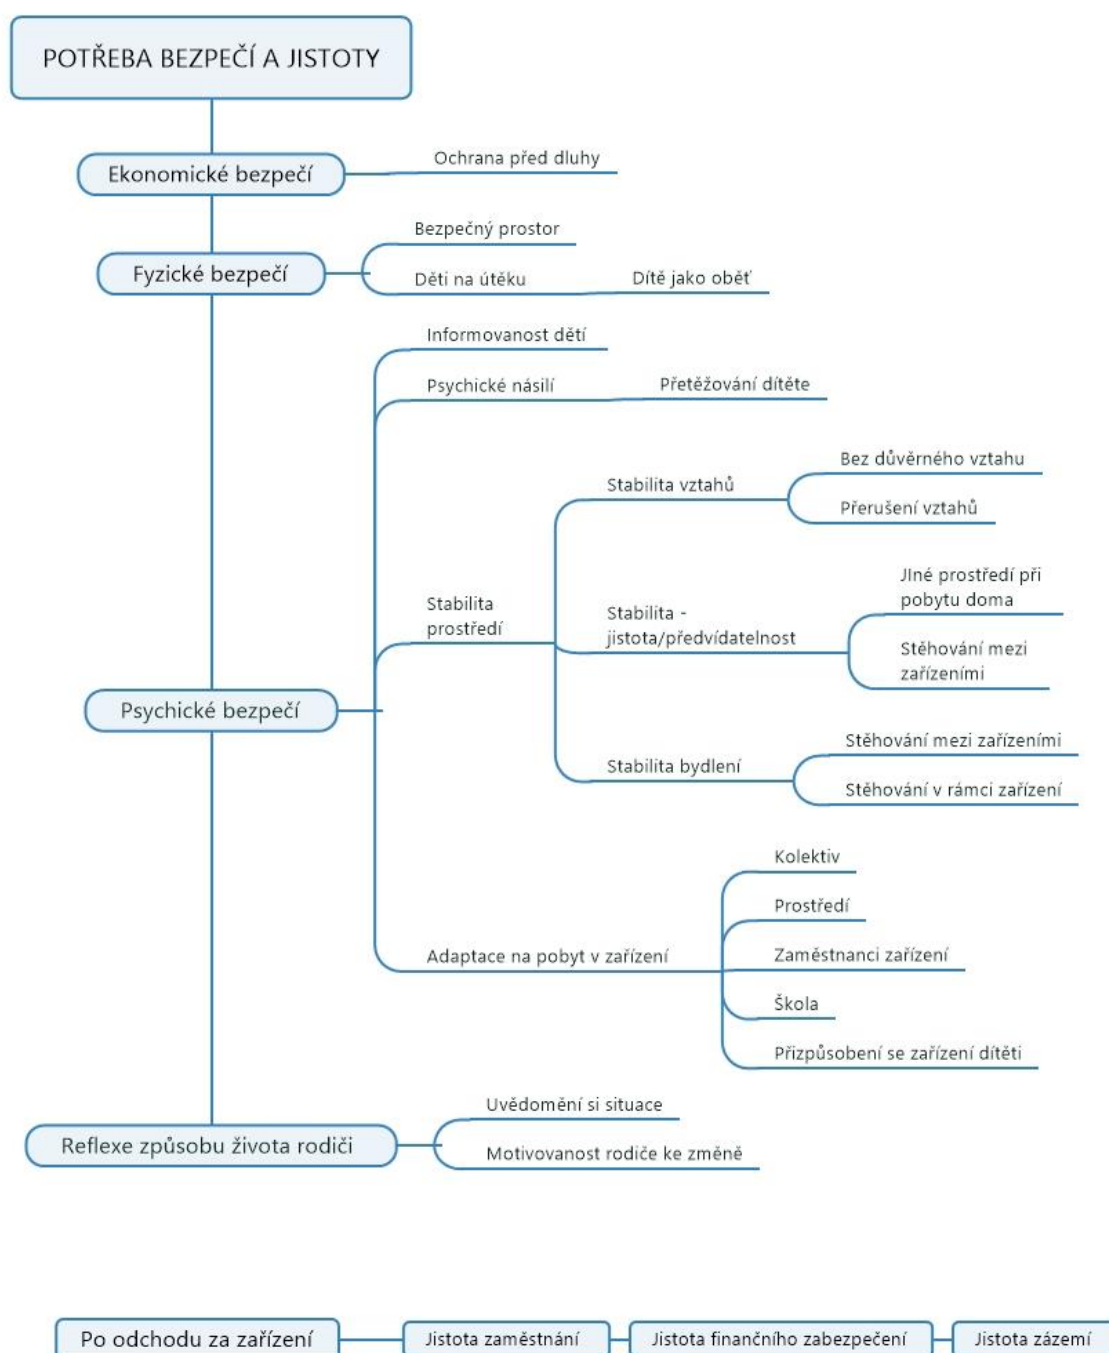 POTŘEBA BEZPEČÍ A JISTOTY
Ekonomické bezpečí
Ochrana před dluhy
Fyzické bezpečí
Bezpečný prostor
Děti na útěku
Dítě jako oběť
Psychické bezpečí
Informovanost dětí
Psychické násilí
Přetěžování dítěte
Stabilita
prostředí
Stabilita vztahů
Bez důvěrného vztahu
Přerušení vztahů
Stabilita -
jistota/předvídatelnost
JIné prostředí při
pobytu doma
Stěhování mezi
zařízeními
Stabilita bydlení
Stěhování mezi zařízeními
Stěhování v rámci zařízení
Adaptace na pobyt v zařízení
Kolektiv
Prostředí
Zaměstnanci zařízení
Škola
Přizpůsobení se zařízení dítěti
Reflexe způsobu života rodiči
Uvědomění si situace
Motivovanost rodiče ke změně
Po odchodu za zařízení
Jistota zaměstnání
Jistota finančního zabezpečení
Jistota zázemí